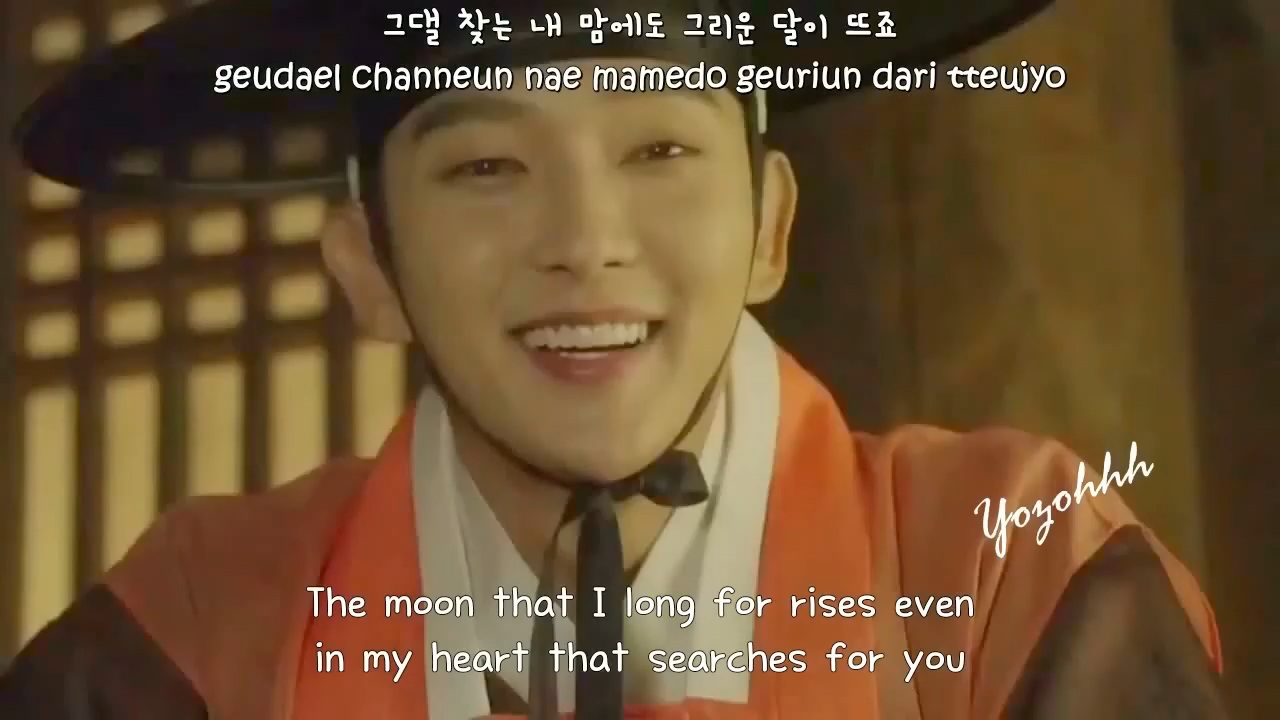 그댈 찾는 내 맘에도 그리운 달이 뜨죠
geudael channeun nae mamedo geuriun dari tteujyo
Yozohhh
The moon that I long for rises even
in my heart that searches for you